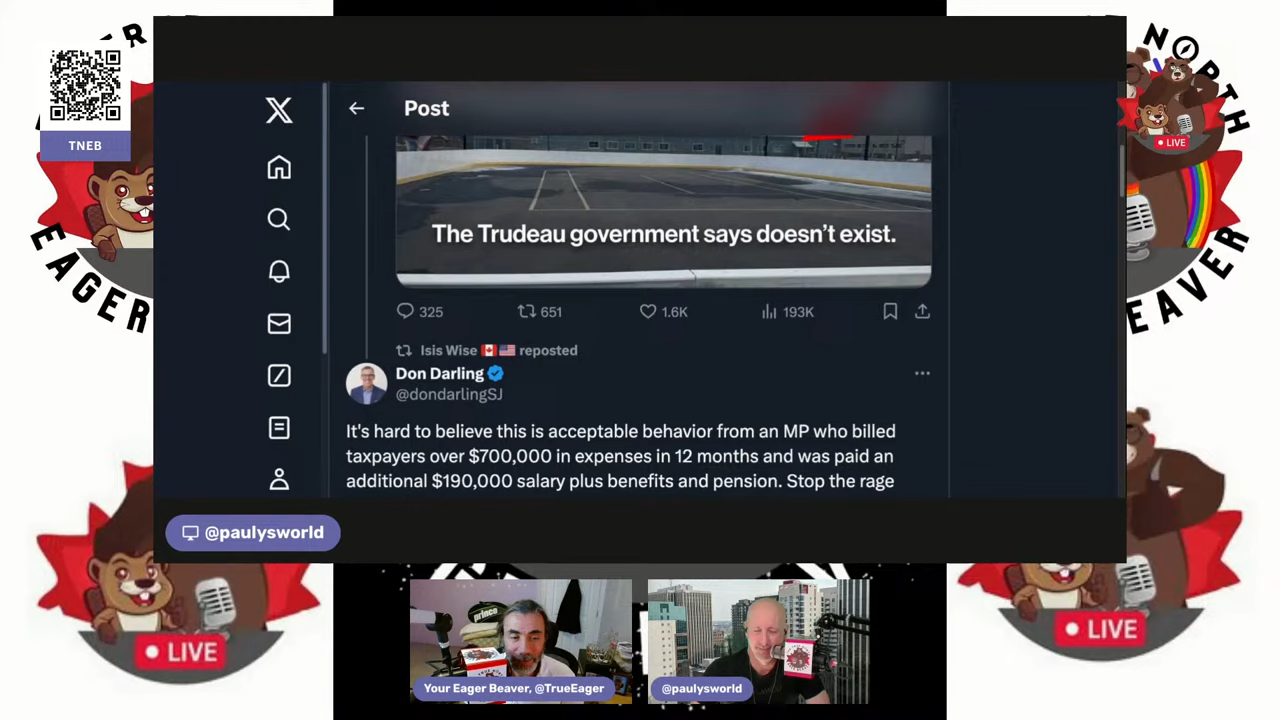 TNEB
Post
The Trudeau government says doesn't exist.
325
651
1.6K
193K
Isis Wise 🇨🇦🇺🇸 reposted
Don Darling
@dondarlingSJ
It's hard to believe this is acceptable behavior from an MP who billed
taxpayers over $700,000 in expenses in 12 months and was paid an
additional $190,000 salary plus benefits and pension. Stop the rage
@paulysworld
prince
Your Eager Beaver, @TrueEager
@paulysworld
EAGER
NORTH
LIVE
EAVER
LIVE
LIVE